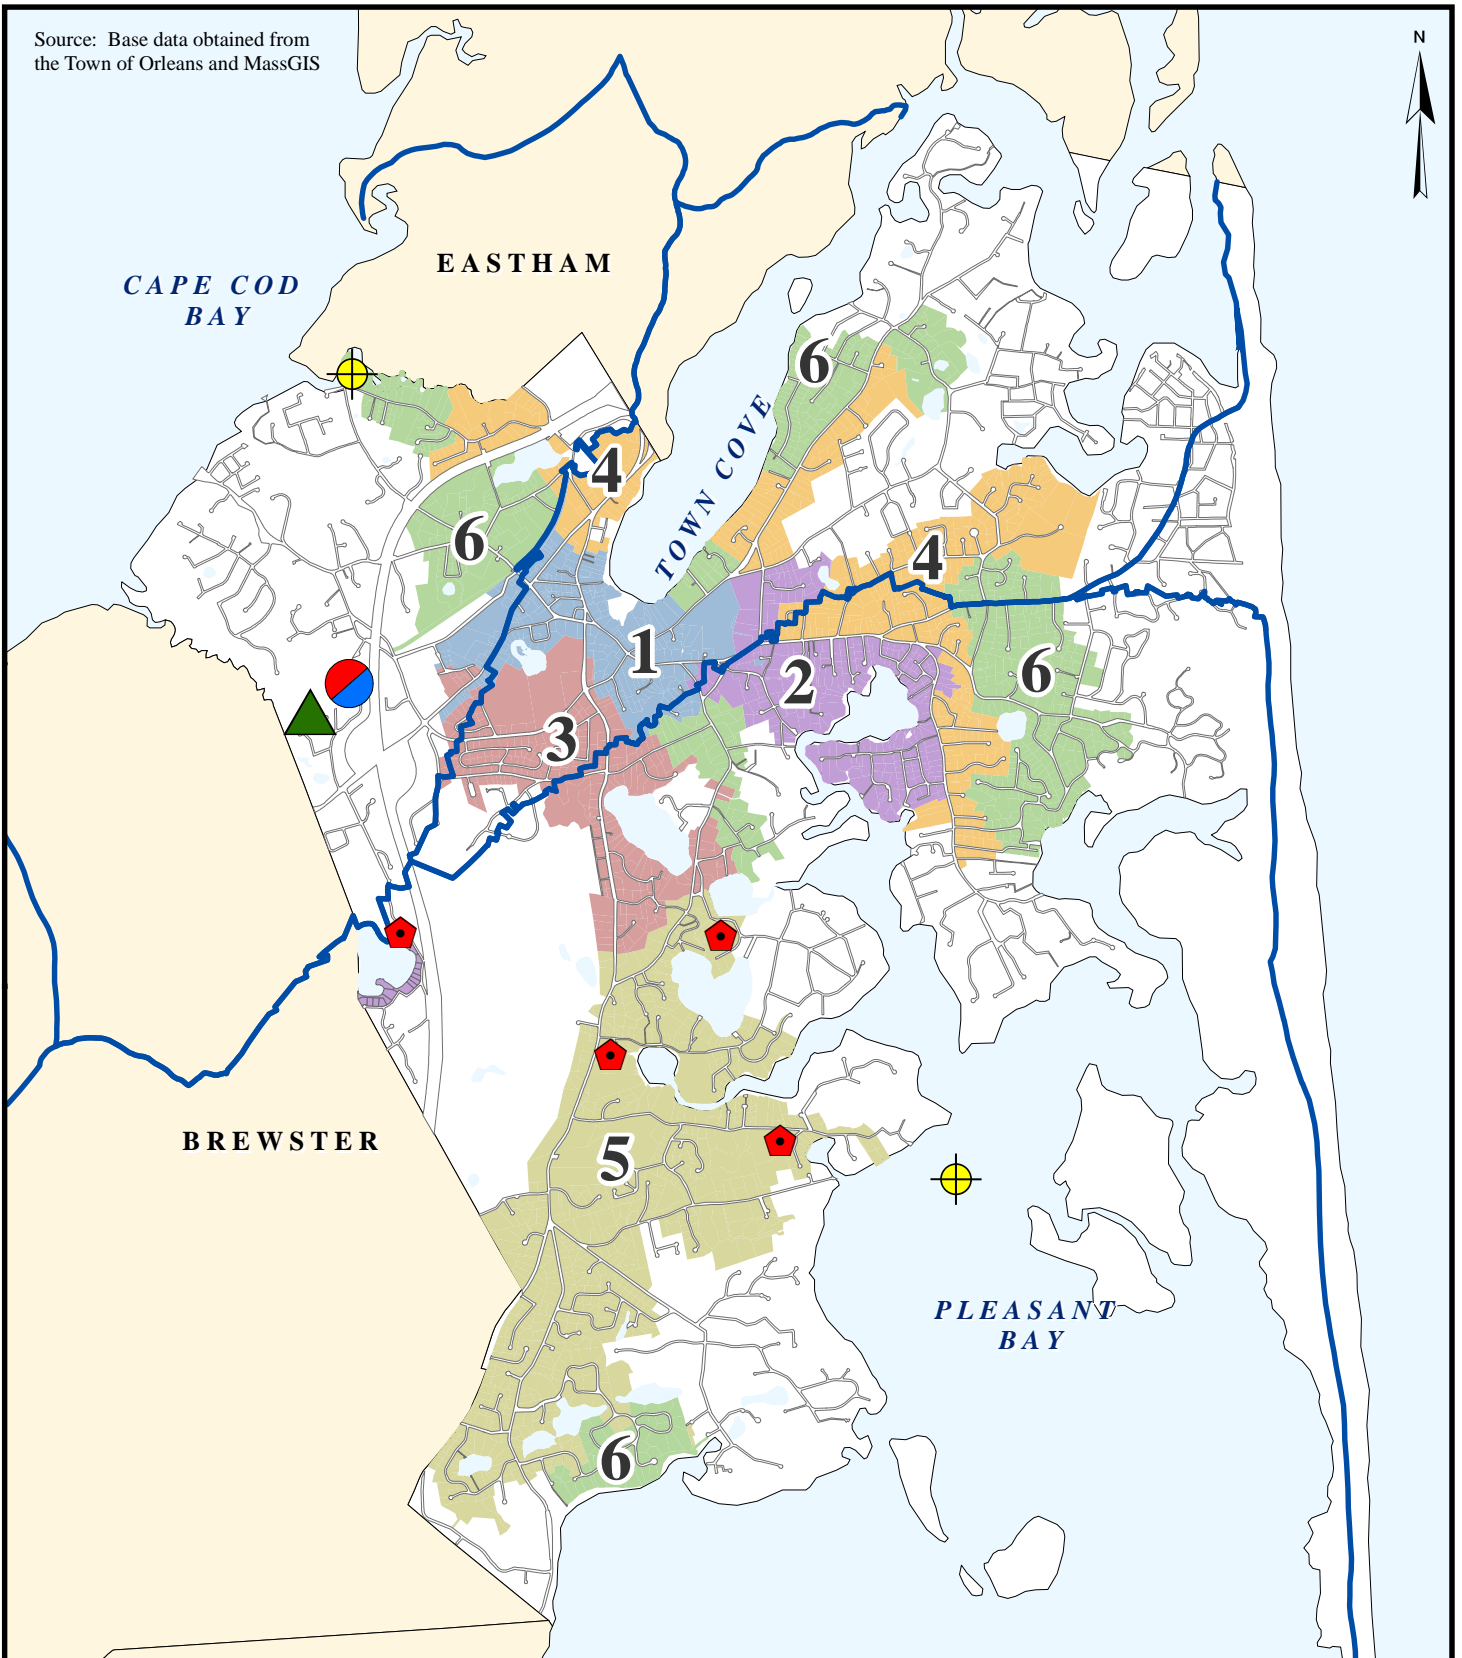 Source: Base data obtained from
the Town of Orleans and MassGIS
N
EASTHAM
CAPE COD
BAY
6
TOWN COVE
4
6
4
1
2
6
3
BREWSTER
5
PLEASANT
BAY
6